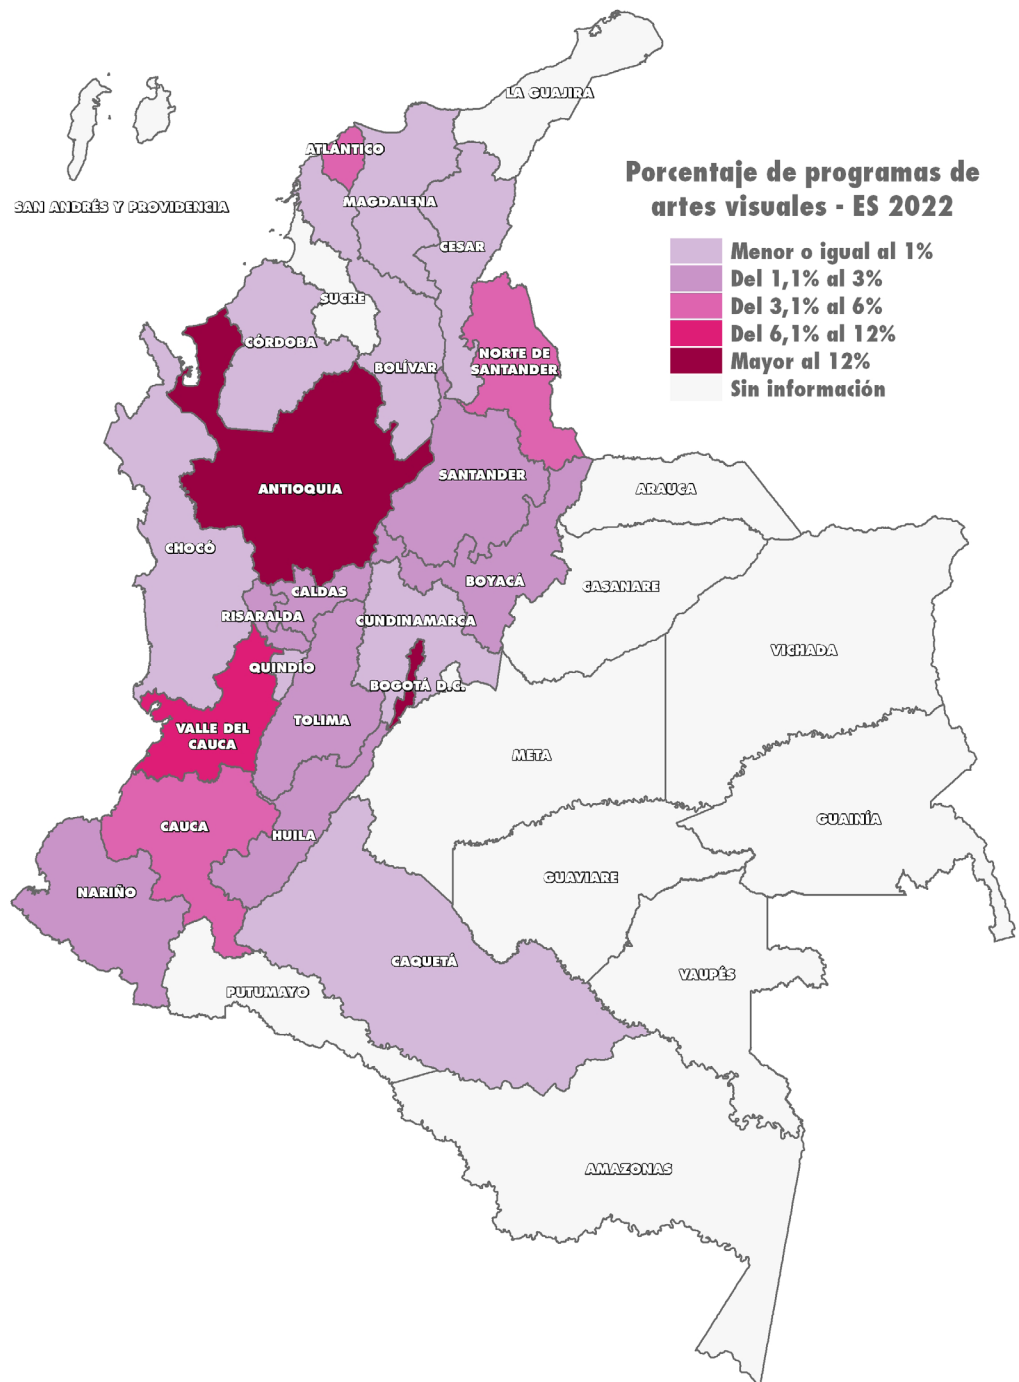 LA GUAJIRA
ATLÁNTICO
Porcentaje de programas de
artes visuales - ES 2022
MAGDALENA
SAN ANDRÉS Y PROVIDENCIA
CESAR
Menor o igual al 1%
Del 1,1% al 3%
Del 3,1% al 6%
Del 6,1% al 12%
Mayor al 12%
Sin información
SUCRE
CÓRDOBA
NORTE DE
SANTANDER
BOLÍVAR
SANTANDER
ANTIOQUIA
ARAUCA
CHOCÓ
BOYACÁ
CASANARE
CALDAS
RISARALDA
CUNDINAMARCA
VICHADA
QUINDÍO
BOGOTÁ D.C.
TOLIMA
VALLE DEL
CAUCA
META
GUAINÍA
CAUCA
HUILA
GUAVIARE
NARIÑO
CAQUETÁ
VAUPÉS
PUTUMAYO
AMAZONAS